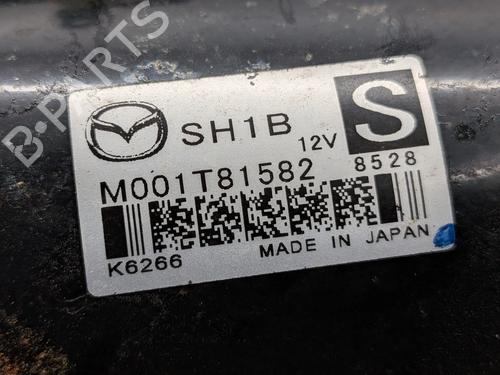 B-PARTS
SH1B 12V S
M001T81582 8528
K6266 MADE IN JAPAN